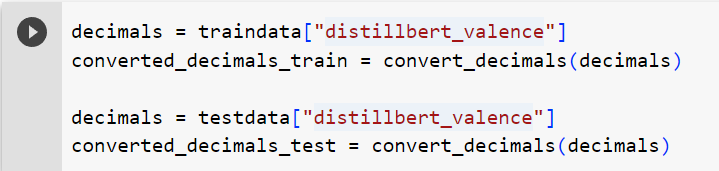 decimals = traindata["distillbert_valence"]
converted_decimals_train = convert_decimals(decimals)
decimals = testdata["distillbert_valence"]
converted_decimals_test = convert_decimals(decimals)